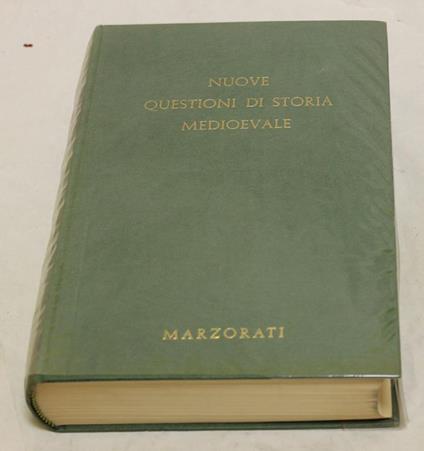 NUOVE
QUESTIONI DI STORIA
MEDIOEVALE
MARZORATI